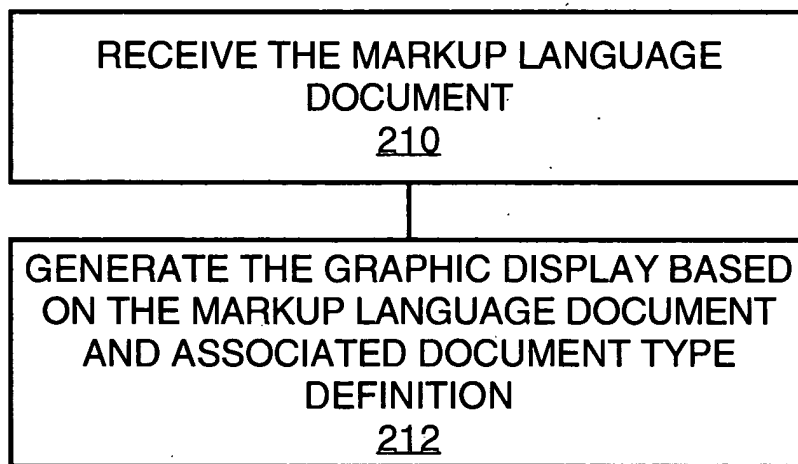 RECEIVE THE MARKUP LANGUAGE
DOCUMENT
210
GENERATE THE GRAPHIC DISPLAY BASED
ON THE MARKUP LANGUAGE DOCUMENT
AND ASSOCIATED DOCUMENT TYPE
DEFINITION
212